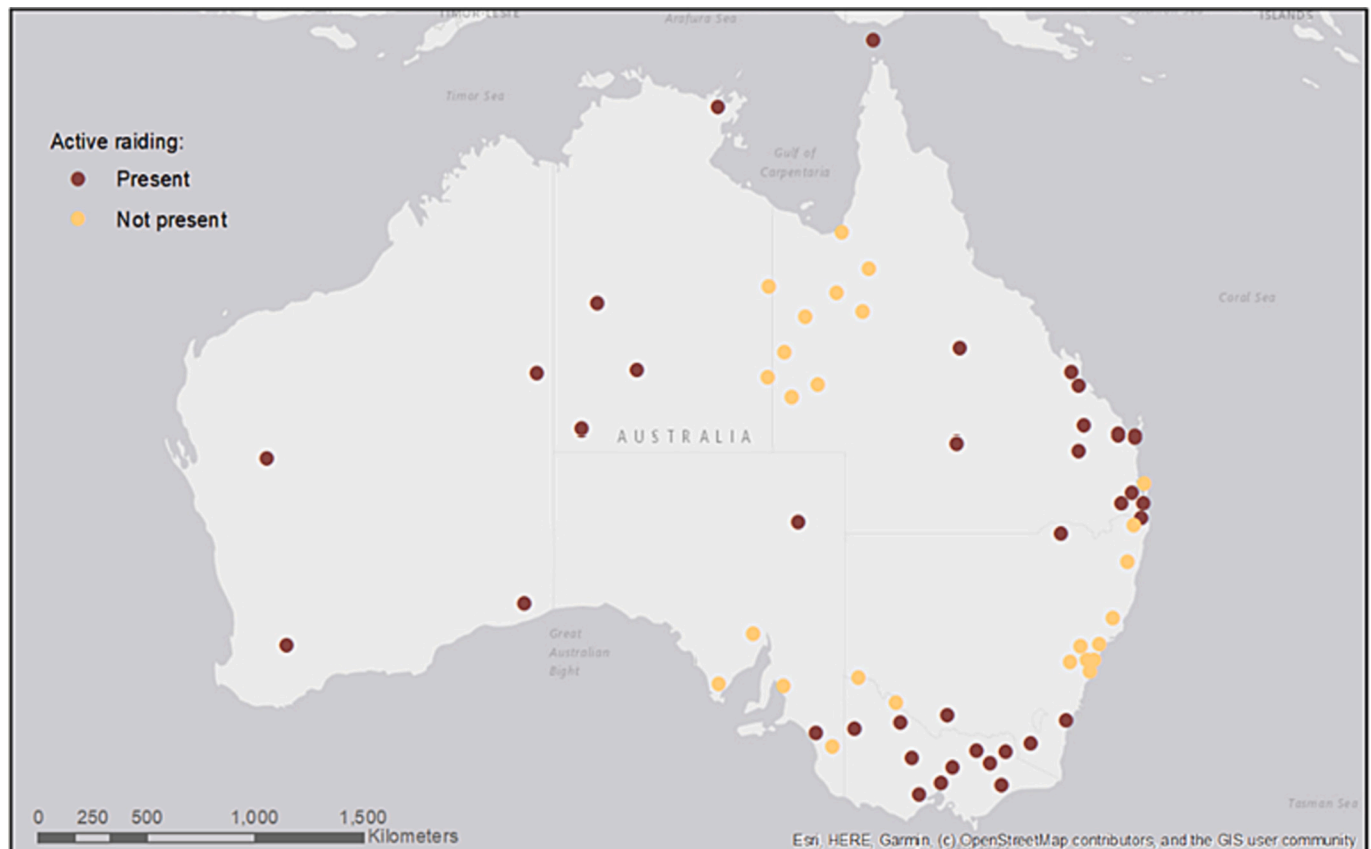 TIMOR-LESTE
Arafura Sea
ISLANDS
Timor Sea
Active raiding:
Present
Not present
Gulf of
Carpentaria
Coral Sea
AUSTRALIA
Great
Australian
Bight
Tasman Sea
0 250 500 1,000 1,500
Kilometers
Esri, HERE, Garmin, (c) OpenStreetMap contributors, and the GIS user community